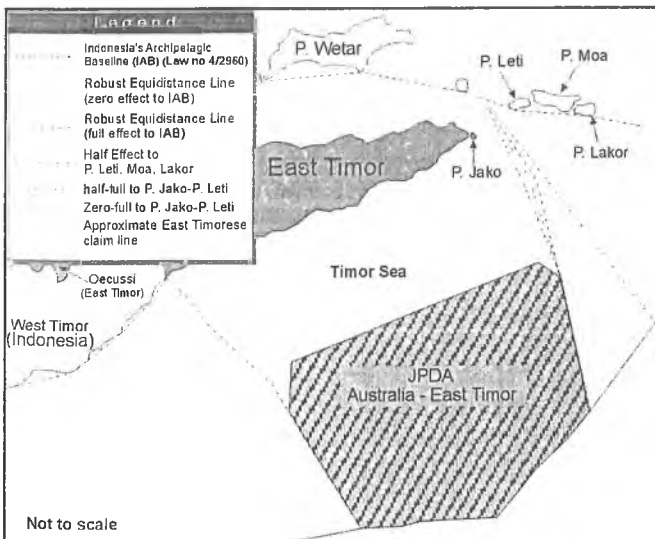 Legend
Indonesia's Archipelagic
Baseline (IAB) (Law no 4/2960)
Robust Equidistance Line
(zero effect to IAB)
Robust Equidistance Line
(full effect to IAB)
Half Effect to
P. Leti, Moa, Lakor
half-full to P. Jako-P. Leti
Zero-full to P. Jako-P. Leti
Approximate East Timorese
claim line
P. Wetar
P. Leti
P. Moa
P. Lakor
P. Jako
East Timor
Timor Sea
Oecussi
(East Timor)
West Timor
(Indonesia)
JPDA
Australia - East Timor
Not to scale